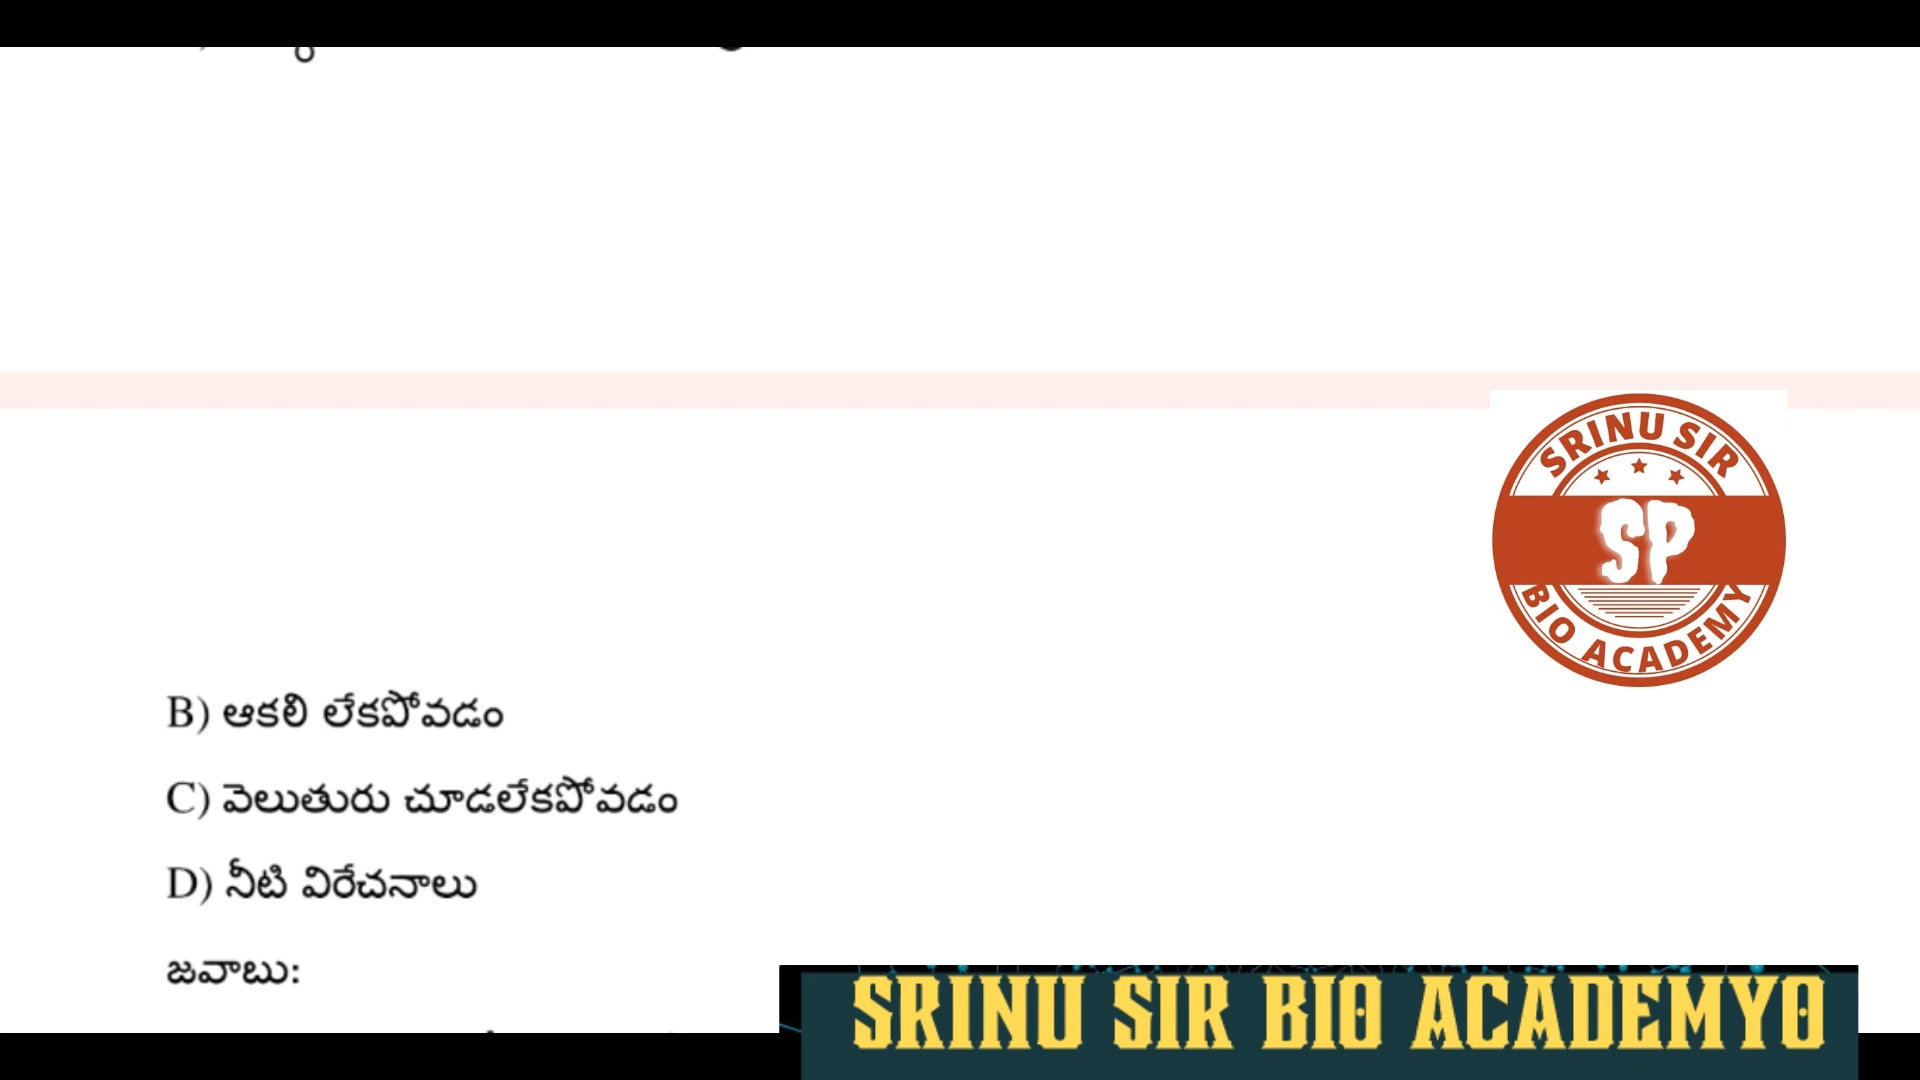 SRINU SIR
SP
BIO ACADEMY
B) ఆకలి లేకపోవడం
C) వెలుతురు చూడలేకపోవడం
D) నీటి విరేచనాలు
జవాబు:
SRINU SIR BIO ACADEMYO